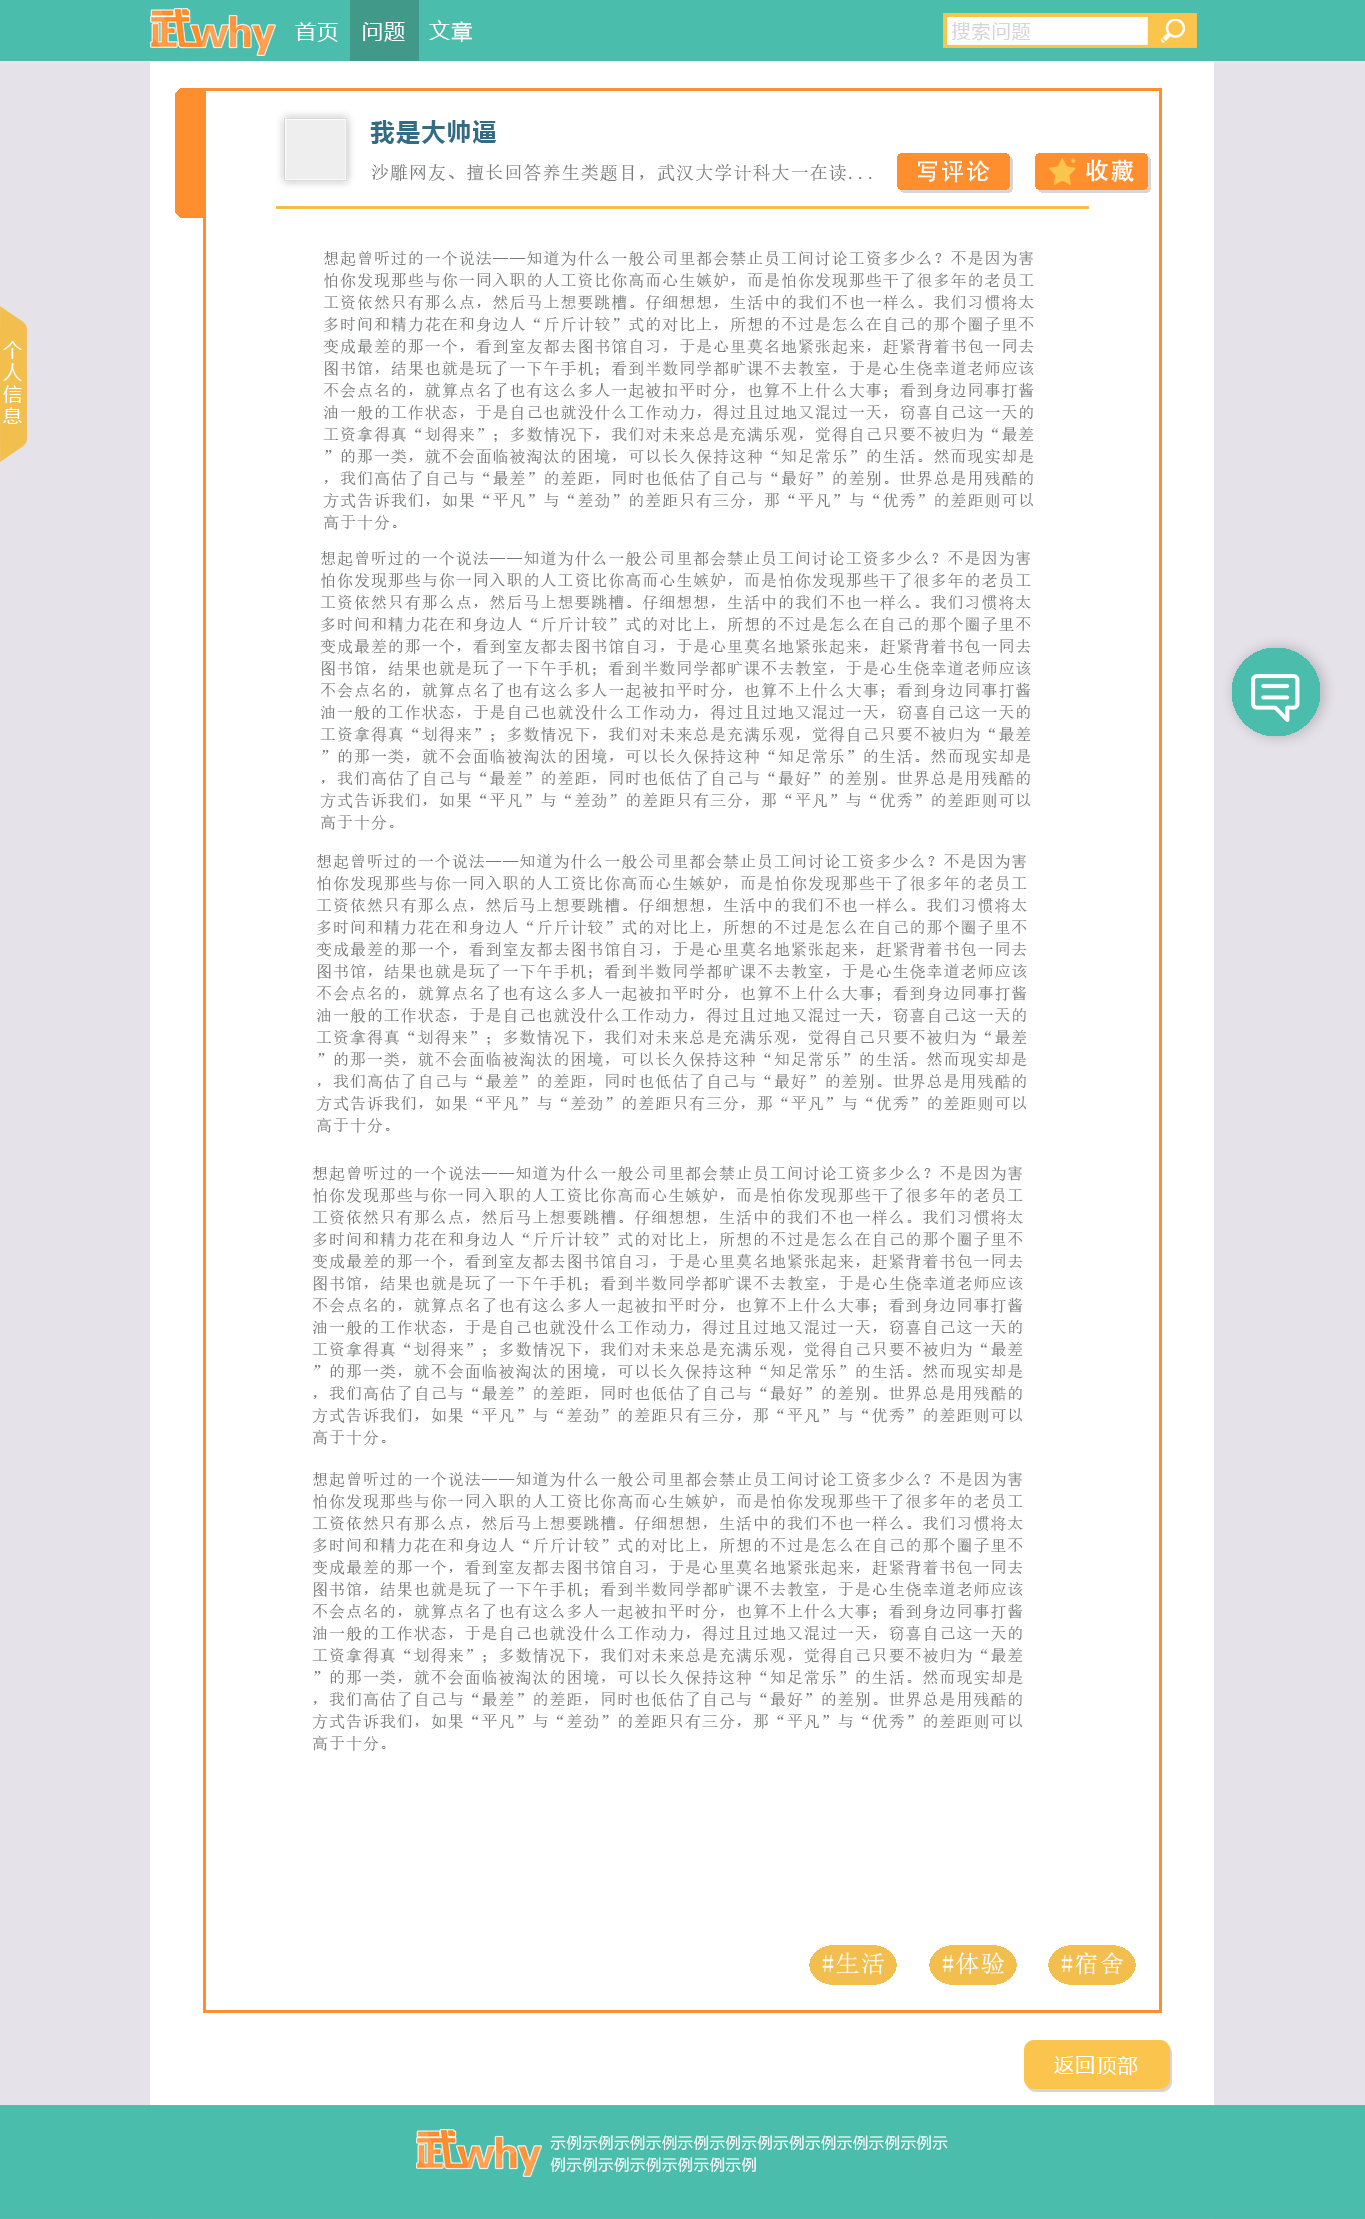 武why 首页 问题 文章 搜索问题
我是大帅逼
沙雕网友、擅长回答养生类题目，武汉大学计科大一在读... 写评论 收藏
个人信息
想起曾听过的一个说法——知道为什么一般公司里都会禁止员工间讨论工资多少么？不是因为害
怕你发现那些与你一同入职的人工资比你高而心生嫉妒，而是怕你发现那些干了很多年的老员工
工资依然只有那么点，然后马上想要跳槽。仔细想想，生活中的我们不也一样么。我们习惯将太
多时间和精力花在和身边人“斤斤计较”式的对比上，所想的不过是怎么在自己的那个圈子里不
变成最差的那一个，看到室友都去图书馆自习，于是心里莫名地紧张起来，赶紧背着书包一同去
图书馆，结果也就是玩了一下午手机；看到半数同学都旷课不去教室，于是心生侥幸道老师应该
不会点名的，就算点名了也有这么多人一起被扣平时分，也算不上什么大事；看到身边同事打酱
油一般的工作状态，于是自己也就没什么工作动力，得过且过地又混过一天，窃喜自己这一天的
工资拿得真“划得来”；多数情况下，我们对未来总是充满乐观，觉得自己只要不被归为“最差
”的那一类，就不会面临被淘汰的困境，可以长久保持这种“知足常乐”的生活。然而现实却是
，我们高估了自己与“最差”的差距，同时也低估了自己与“最好”的差别。世界总是用残酷的
方式告诉我们，如果“平凡”与“差劲”的差距只有三分，那“平凡”与“优秀”的差距则可以
高于十分。
想起曾听过的一个说法——知道为什么一般公司里都会禁止员工间讨论工资多少么？不是因为害
怕你发现那些与你一同入职的人工资比你高而心生嫉妒，而是怕你发现那些干了很多年的老员工
工资依然只有那么点，然后马上想要跳槽。仔细想想，生活中的我们不也一样么。我们习惯将太
多时间和精力花在和身边人“斤斤计较”式的对比上，所想的不过是怎么在自己的那个圈子里不
变成最差的那一个，看到室友都去图书馆自习，于是心里莫名地紧张起来，赶紧背着书包一同去
图书馆，结果也就是玩了一下午手机；看到半数同学都旷课不去教室，于是心生侥幸道老师应该
不会点名的，就算点名了也有这么多人一起被扣平时分，也算不上什么大事；看到身边同事打酱
油一般的工作状态，于是自己也就没什么工作动力，得过且过地又混过一天，窃喜自己这一天的
工资拿得真“划得来”；多数情况下，我们对未来总是充满乐观，觉得自己只要不被归为“最差
”的那一类，就不会面临被淘汰的困境，可以长久保持这种“知足常乐”的生活。然而现实却是
，我们高估了自己与“最差”的差距，同时也低估了自己与“最好”的差别。世界总是用残酷的
方式告诉我们，如果“平凡”与“差劲”的差距只有三分，那“平凡”与“优秀”的差距则可以
高于十分。
想起曾听过的一个说法——知道为什么一般公司里都会禁止员工间讨论工资多少么？不是因为害
怕你发现那些与你一同入职的人工资比你高而心生嫉妒，而是怕你发现那些干了很多年的老员工
工资依然只有那么点，然后马上想要跳槽。仔细想想，生活中的我们不也一样么。我们习惯将太
多时间和精力花在和身边人“斤斤计较”式的对比上，所想的不过是怎么在自己的那个圈子里不
变成最差的那一个，看到室友都去图书馆自习，于是心里莫名地紧张起来，赶紧背着书包一同去
图书馆，结果也就是玩了一下午手机；看到半数同学都旷课不去教室，于是心生侥幸道老师应该
不会点名的，就算点名了也有这么多人一起被扣平时分，也算不上什么大事；看到身边同事打酱
油一般的工作状态，于是自己也就没什么工作动力，得过且过地又混过一天，窃喜自己这一天的
工资拿得真“划得来”；多数情况下，我们对未来总是充满乐观，觉得自己只要不被归为“最差
”的那一类，就不会面临被淘汰的困境，可以长久保持这种“知足常乐”的生活。然而现实却是
，我们高估了自己与“最差”的差距，同时也低估了自己与“最好”的差别。世界总是用残酷的
方式告诉我们，如果“平凡”与“差劲”的差距只有三分，那“平凡”与“优秀”的差距则可以
高于十分。
想起曾听过的一个说法——知道为什么一般公司里都会禁止员工间讨论工资多少么？不是因为害
怕你发现那些与你一同入职的人工资比你高而心生嫉妒，而是怕你发现那些干了很多年的老员工
工资依然只有那么点，然后马上想要跳槽。仔细想想，生活中的我们不也一样么。我们习惯将太
多时间和精力花在和身边人“斤斤计较”式的对比上，所想的不过是怎么在自己的那个圈子里不
变成最差的那一个，看到室友都去图书馆自习，于是心里莫名地紧张起来，赶紧背着书包一同去
图书馆，结果也就是玩了一下午手机；看到半数同学都旷课不去教室，于是心生侥幸道老师应该
不会点名的，就算点名了也有这么多人一起被扣平时分，也算不上什么大事；看到身边同事打酱
油一般的工作状态，于是自己也就没什么工作动力，得过且过地又混过一天，窃喜自己这一天的
工资拿得真“划得来”；多数情况下，我们对未来总是充满乐观，觉得自己只要不被归为“最差
”的那一类，就不会面临被淘汰的困境，可以长久保持这种“知足常乐”的生活。然而现实却是
，我们高估了自己与“最差”的差距，同时也低估了自己与“最好”的差别。世界总是用残酷的
方式告诉我们，如果“平凡”与“差劲”的差距只有三分，那“平凡”与“优秀”的差距则可以
高于十分。
想起曾听过的一个说法——知道为什么一般公司里都会禁止员工间讨论工资多少么？不是因为害
怕你发现那些与你一同入职的人工资比你高而心生嫉妒，而是怕你发现那些干了很多年的老员工
工资依然只有那么点，然后马上想要跳槽。仔细想想，生活中的我们不也一样么。我们习惯将太
多时间和精力花在和身边人“斤斤计较”式的对比上，所想的不过是怎么在自己的那个圈子里不
变成最差的那一个，看到室友都去图书馆自习，于是心里莫名地紧张起来，赶紧背着书包一同去
图书馆，结果也就是玩了一下午手机；看到半数同学都旷课不去教室，于是心生侥幸道老师应该
不会点名的，就算点名了也有这么多人一起被扣平时分，也算不上什么大事；看到身边同事打酱
油一般的工作状态，于是自己也就没什么工作动力，得过且过地又混过一天，窃喜自己这一天的
工资拿得真“划得来”；多数情况下，我们对未来总是充满乐观，觉得自己只要不被归为“最差
”的那一类，就不会面临被淘汰的困境，可以长久保持这种“知足常乐”的生活。然而现实却是
，我们高估了自己与“最差”的差距，同时也低估了自己与“最好”的差别。世界总是用残酷的
方式告诉我们，如果“平凡”与“差劲”的差距只有三分，那“平凡”与“优秀”的差距则可以
高于十分。
#生活 #体验 #宿舍
返回顶部
武why 示例示例示例示例示例示例示例示例示例示例示例示例示
例示例示例示例示例示例示例